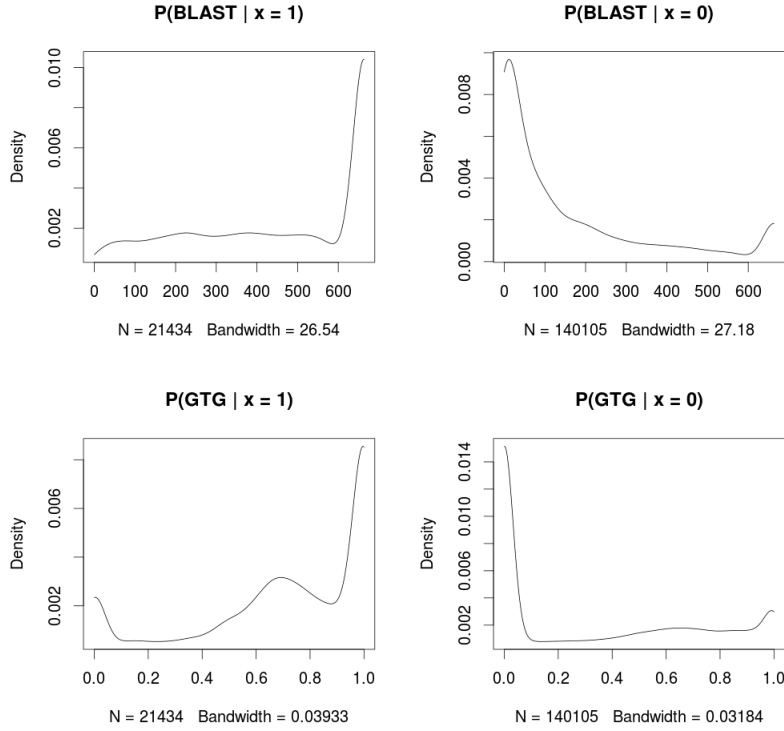 P(BLAST | x = 1)
Density
0.002
0.006
0.010
0 100 200 300 400 500 600
N = 21434 Bandwidth = 26.54
P(BLAST | x = 0)
Density
0.000
0.004
0.008
0 100 200 300 400 500 600
N = 140105 Bandwidth = 27.18
P(GTG | x = 1)
Density
0.002
0.006
0.0 0.2 0.4 0.6 0.8 1.0
N = 21434 Bandwidth = 0.03933
P(GTG | x = 0)
Density
0.002
0.006
0.010
0.014
0.0 0.2 0.4 0.6 0.8 1.0
N = 140105 Bandwidth = 0.03184